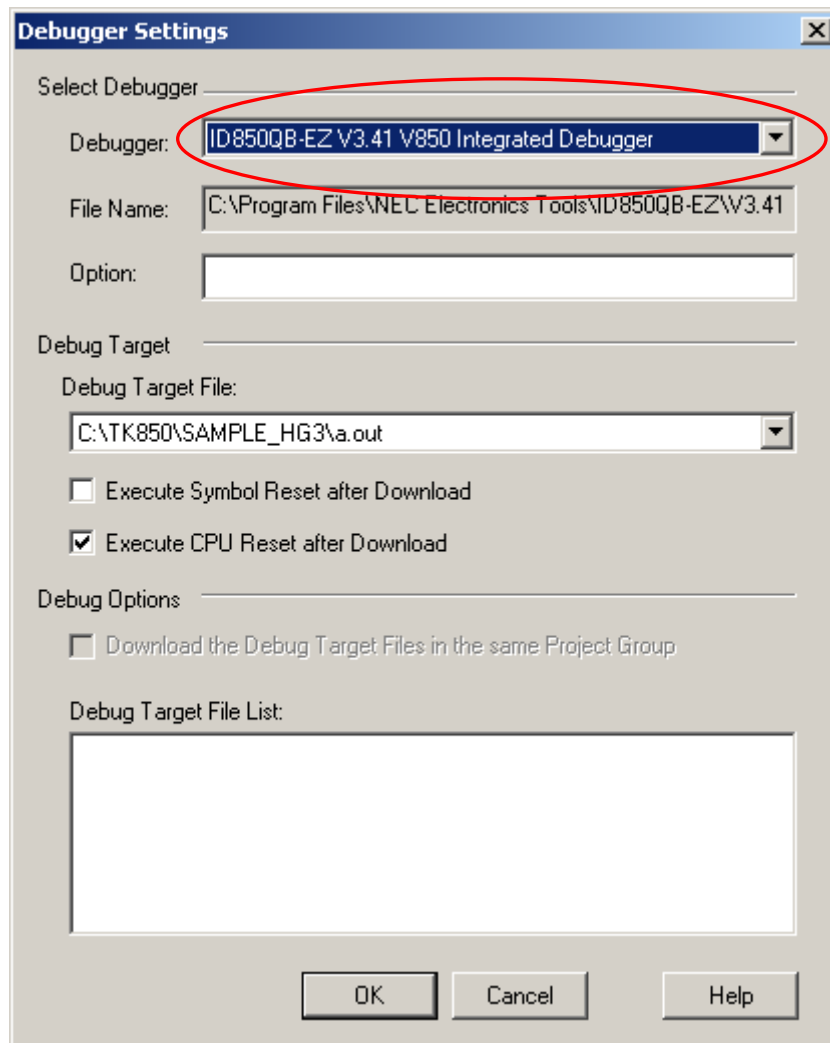 Debugger Settings
Select Debugger
Debugger: ID850QB-EZ V3.41 V850 Integrated Debugger
File Name: C:\Program Files\NEC Electronics Tools\ID850QB-EZ\V3.41
Option:
Debug Target
Debug Target File:
C:\TK850\SAMPLE_HG3\a.out
Execute Symbol Reset after Download
Execute CPU Reset after Download
Debug Options
Download the Debug Target Files in the same Project Group
Debug Target File List:
OK Cancel Help